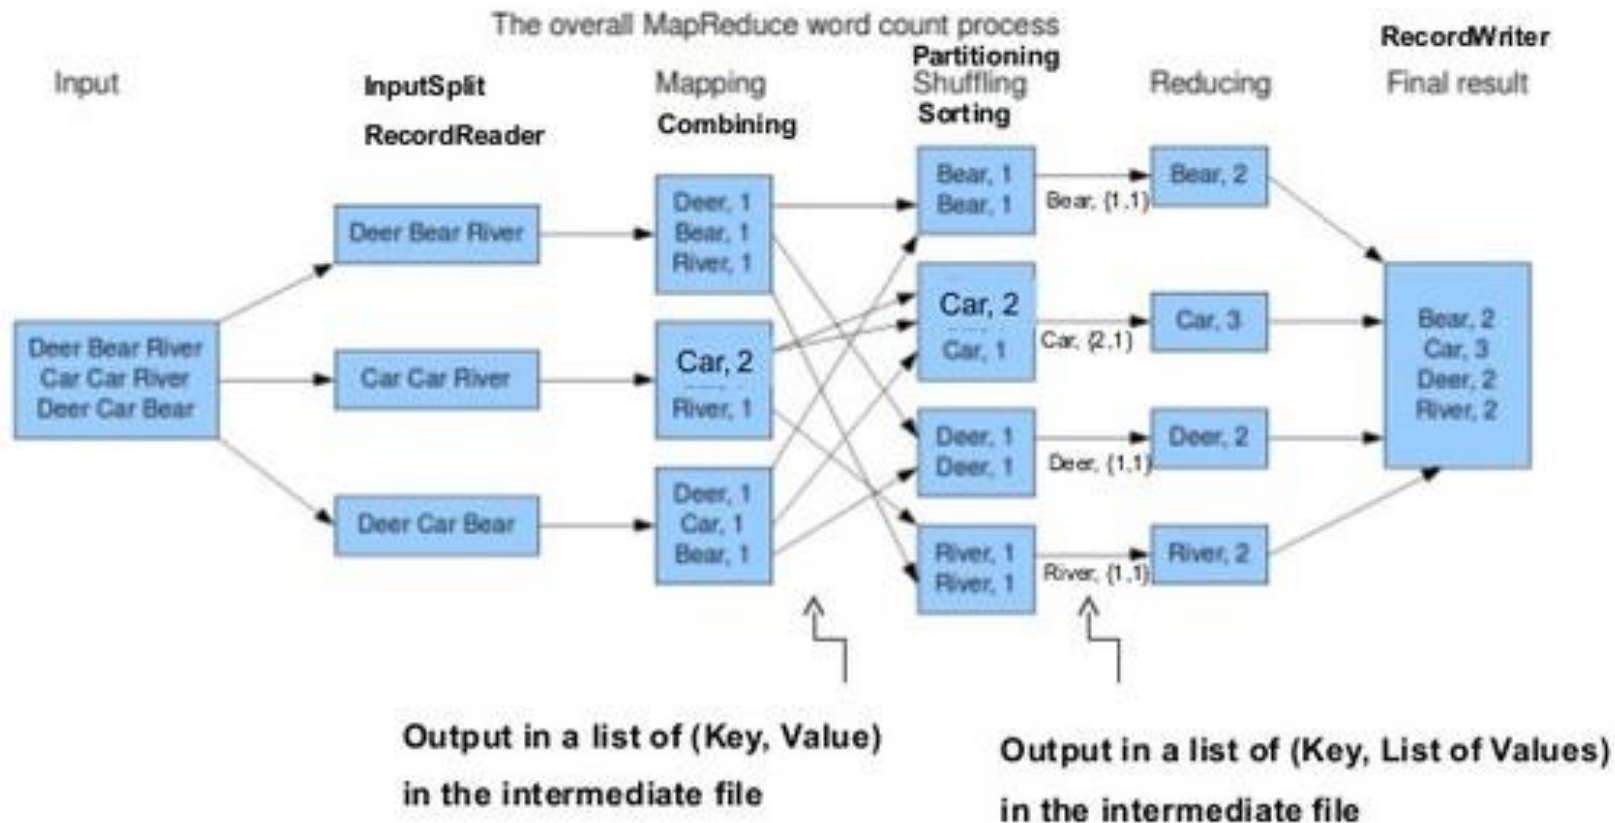 The overall MapReduce word count process
Input
InputSplit
RecordReader
Mapping
Combining
Partitioning
Shuffling
Sorting
Reducing
RecordWriter
Final result
Deer Bear River
Car Car River
Deer Car Bear
Deer Bear River
Car Car River
Deer Car Bear
Deer, 1
Bear, 1
River, 1
Car, 2
River, 1
Deer, 1
Car, 1
Bear, 1
Bear, 1
Bear, 1
Car, 2
Car, 1
Deer, 1
Deer, 1
River, 1
River, 1
Bear, {1,1}
Car, {2,1}
Deer, {1,1}
River, {1,1}
Bear, 2
Car, 3
Deer, 2
River, 2
Bear, 2
Car, 3
Deer, 2
River, 2
Output in a list of (Key, Value)
in the intermediate file
Output in a list of (Key, List of Values)
in the intermediate file